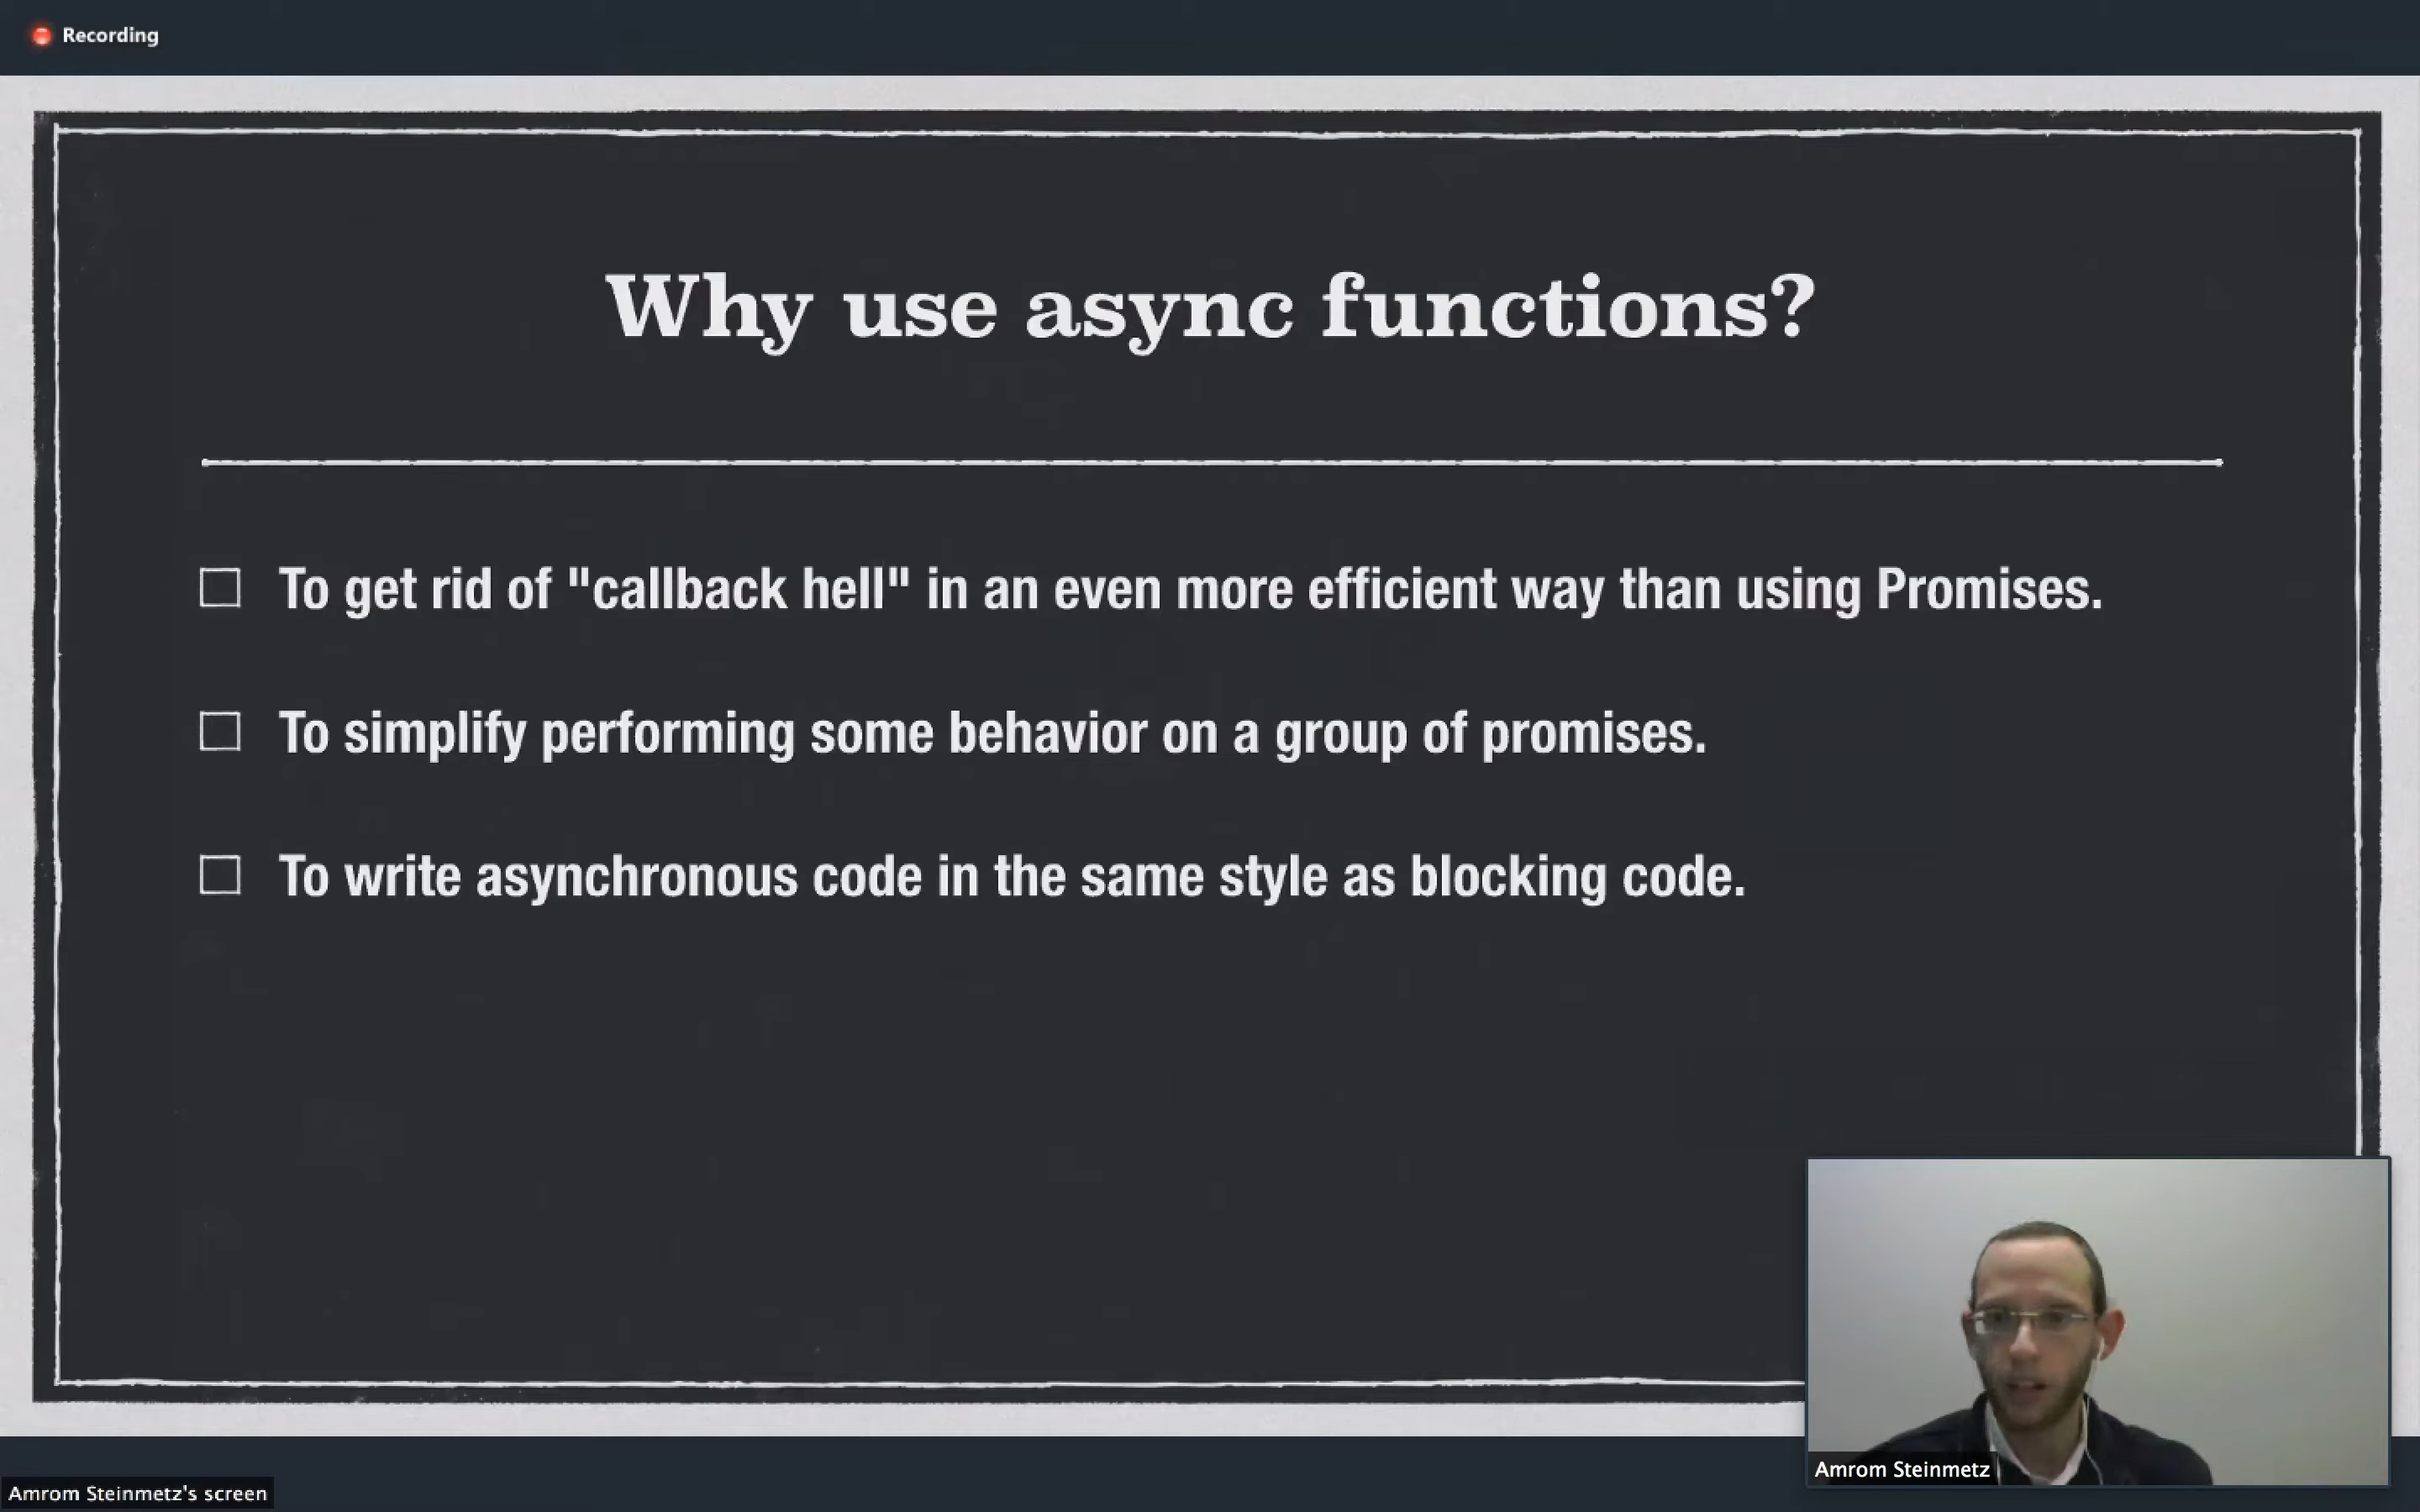 Recording
Why use async functions?
To get rid of "callback hell" in an even more efficient way than using Promises.
To simplify performing some behavior on a group of promises.
To write asynchronous code in the same style as blocking code.
Amrom Steinmetz
Amrom Steinmetz's screen